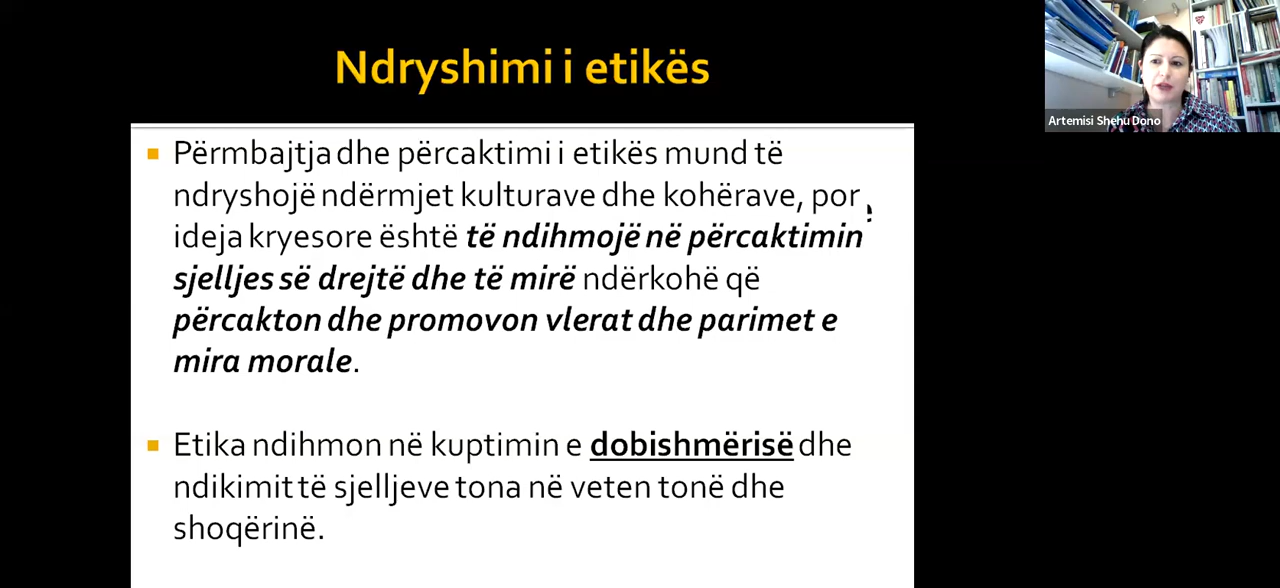 Ndryshimi i etikës
Artemisi Shehu Dono
Përmbajtja dhe përcaktimi i etikës mund të
ndryshojë ndërmjet kulturave dhe kohërave, por
ideja kryesore është të ndihmojë në përcaktimin e
sjelljes së drejtë dhe të mirë ndërkohë që
përcakton dhe promovon vlerat dhe parimet e
mira morale.
Etika ndihmon në kuptimin e dobishmërisë dhe
ndikimit të sjelljeve tona në veten tonë dhe
shoqërinë.